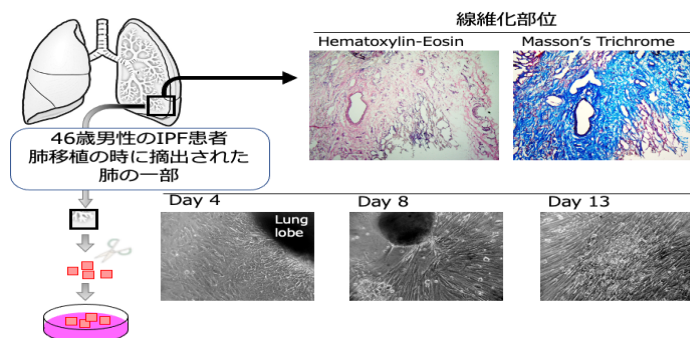 線維化部位
Hematoxylin-Eosin
Masson's Trichrome
46歳男性のIPF患者
肺移植の時に摘出された
肺の一部
Day 4
Day 8
Day 13
Lung
lobe